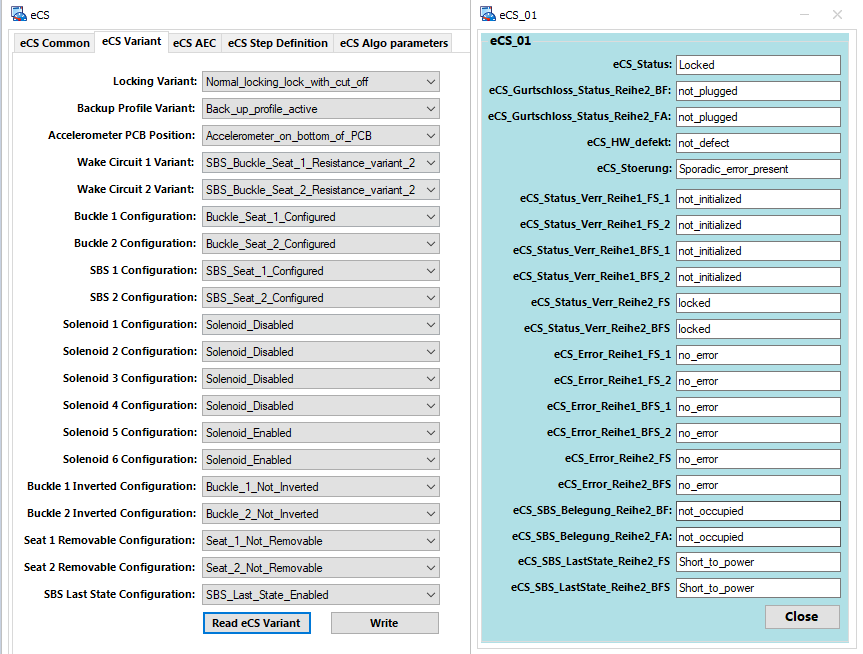 eCS
eCS Common eCS Variant eCS AEC eCS Step Definition eCS Algo parameters
Locking Variant: Normal_locking_lock_with_cut_off
Backup Profile Variant: Back_up_profile_active
Accelerometer PCB Position: Accelerometer_on_bottom_of_PCB
Wake Circuit 1 Variant: SBS_Buckle_Seat_1_Resistance_variant_2
Wake Circuit 2 Variant: SBS_Buckle_Seat_2_Resistance_variant_2
Buckle 1 Configuration: Buckle_Seat_1_Configured
Buckle 2 Configuration: Buckle_Seat_2_Configured
SBS 1 Configuration: SBS_Seat_1_Configured
SBS 2 Configuration: SBS_Seat_2_Configured
Solenoid 1 Configuration: Solenoid_Disabled
Solenoid 2 Configuration: Solenoid_Disabled
Solenoid 3 Configuration: Solenoid_Disabled
Solenoid 4 Configuration: Solenoid_Disabled
Solenoid 5 Configuration: Solenoid_Enabled
Solenoid 6 Configuration: Solenoid_Enabled
Buckle 1 Inverted Configuration: Buckle_1_Not_Inverted
Buckle 2 Inverted Configuration: Buckle_2_Not_Inverted
Seat 1 Removable Configuration: Seat_1_Not_Removable
Seat 2 Removable Configuration: Seat_2_Not_Removable
SBS Last State Configuration: SBS_Last_State_Enabled
Read eCS Variant Write
eCS_01
eCS_01
eCS_Status: Locked
eCS_Gurtschloss_Status_Reihe2_BF: not_plugged
eCS_Gurtschloss_Status_Reihe2_FA: not_plugged
eCS_HW_defekt: not_defect
eCS_Stoerung: Sporadic_error_present
eCS_Status_Verr_Reihe1_FS_1 not_initialized
eCS_Status_Verr_Reihe1_FS_2 not_initialized
eCS_Status_Verr_Reihe1_BFS_1 not_initialized
eCS_Status_Verr_Reihe1_BFS_2 not_initialized
eCS_Status_Verr_Reihe2_FS locked
eCS_Status_Verr_Reihe2_BFS locked
eCS_Error_Reihe1_FS_1 no_error
eCS_Error_Reihe1_FS_2 no_error
eCS_Error_Reihe1_BFS_1 no_error
eCS_Error_Reihe1_BFS_2 no_error
eCS_Error_Reihe2_FS no_error
eCS_Error_Reihe2_BFS no_error
eCS_SBS_Belegung_Reihe2_BF: not_occupied
eCS_SBS_Belegung_Reihe2_FA: not_occupied
eCS_SBS_LastState_Reihe2_FS Short_to_power
eCS_SBS_LastState_Reihe2_BFS Short_to_power
Close